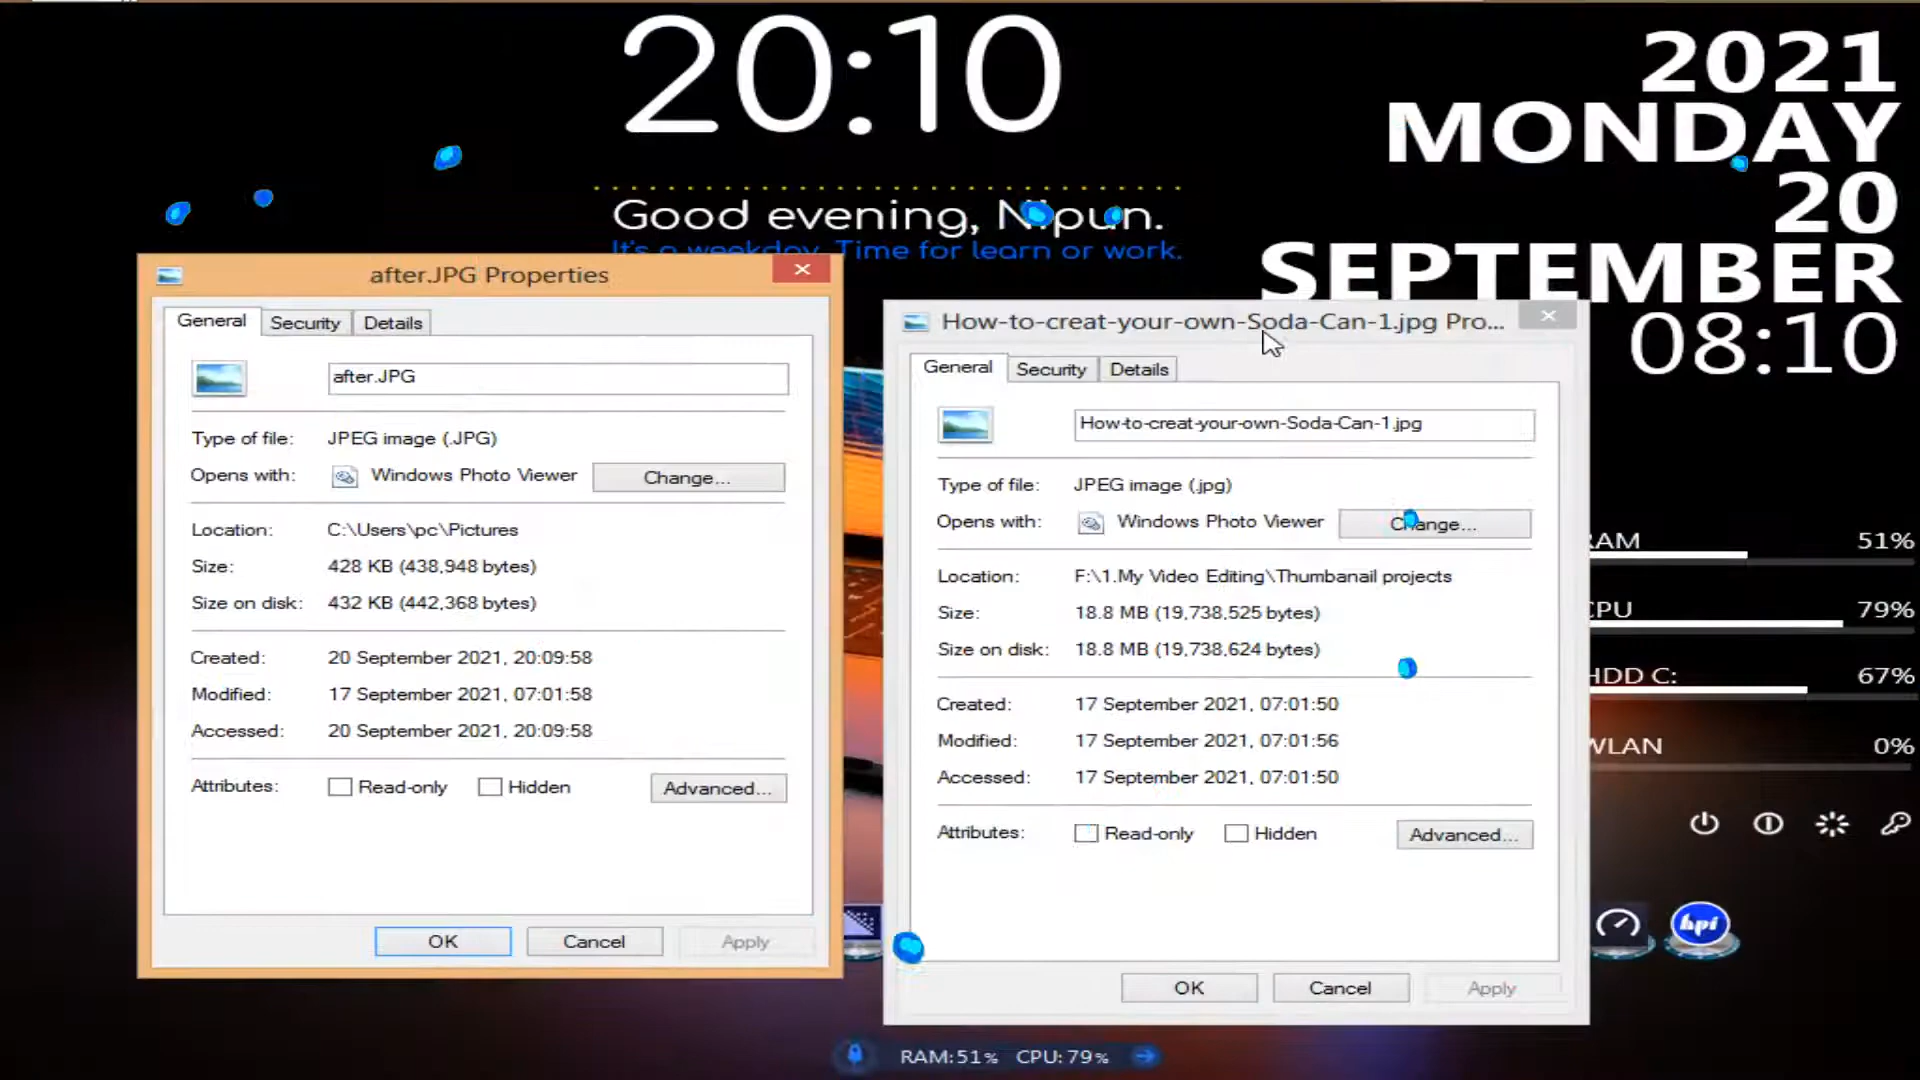 20:10
2021
MONDAY
20
SEPTEMBER
08:10
Good evening, Nipun.
It's a weekday. Time for learn or work.
after.JPG Properties
General
Security
Details
after.JPG
Type of file: JPEG image (.JPG)
Opens with: Windows Photo Viewer Change...
Location: C:\Users\pc\Pictures
Size: 428 KB (438,948 bytes)
Size on disk: 432 KB (442,368 bytes)
Created: 20 September 2021, 20:09:58
Modified: 17 September 2021, 07:01:58
Accessed: 20 September 2021, 20:09:58
Attributes: Read-only Hidden Advanced...
OK Cancel Apply
How-to-creat-your-own-Soda-Can-1.jpg Pro...
General
Security
Details
How-to-creat-your-own-Soda-Can-1.jpg
Type of file: JPEG image (.jpg)
Opens with: Windows Photo Viewer Change...
Location: F:\1.My Video Editing\Thumbanail projects
Size: 18.8 MB (19,738,525 bytes)
Size on disk: 18.8 MB (19,738,624 bytes)
Created: 17 September 2021, 07:01:50
Modified: 17 September 2021, 07:01:56
Accessed: 17 September 2021, 07:01:50
Attributes: Read-only Hidden Advanced...
OK Cancel Apply
RAM 51%
CPU 79%
HDD C: 67%
WLAN 0%
hpi
RAM:51% CPU:79%